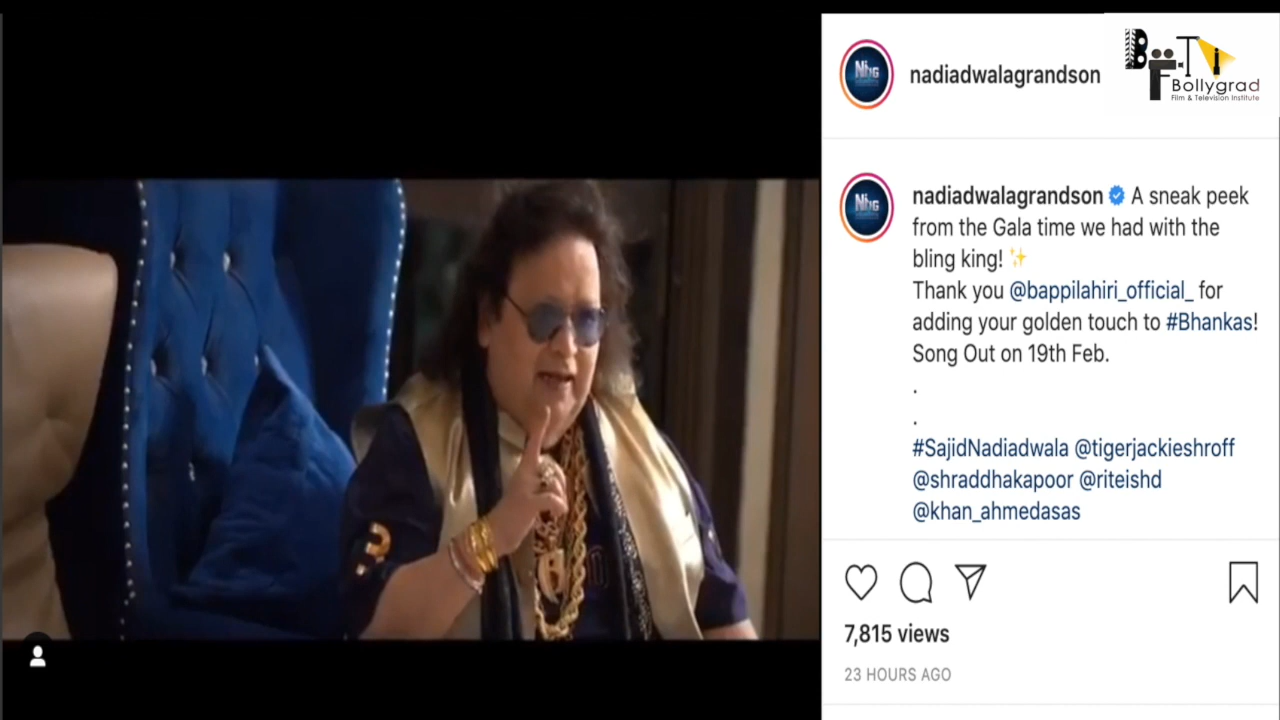 nadiadwalagrandson
Bollygrad
Film & Television Institute
nadiadwalagrandson A sneak peek
from the Gala time we had with the
bling king! ✨
Thank you @bappilahiri_official_ for
adding your golden touch to #Bhankas!
Song Out on 19th Feb.
.
.
#SajidNadiadwala @tigerjackieshroff
@shraddhakapoor @riteishd
@khan_ahmedasas
7,815 views
23 HOURS AGO